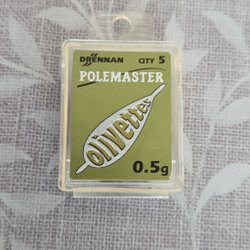 DRENNAN QTY 5
POLEMASTER
olivettes
0.5g